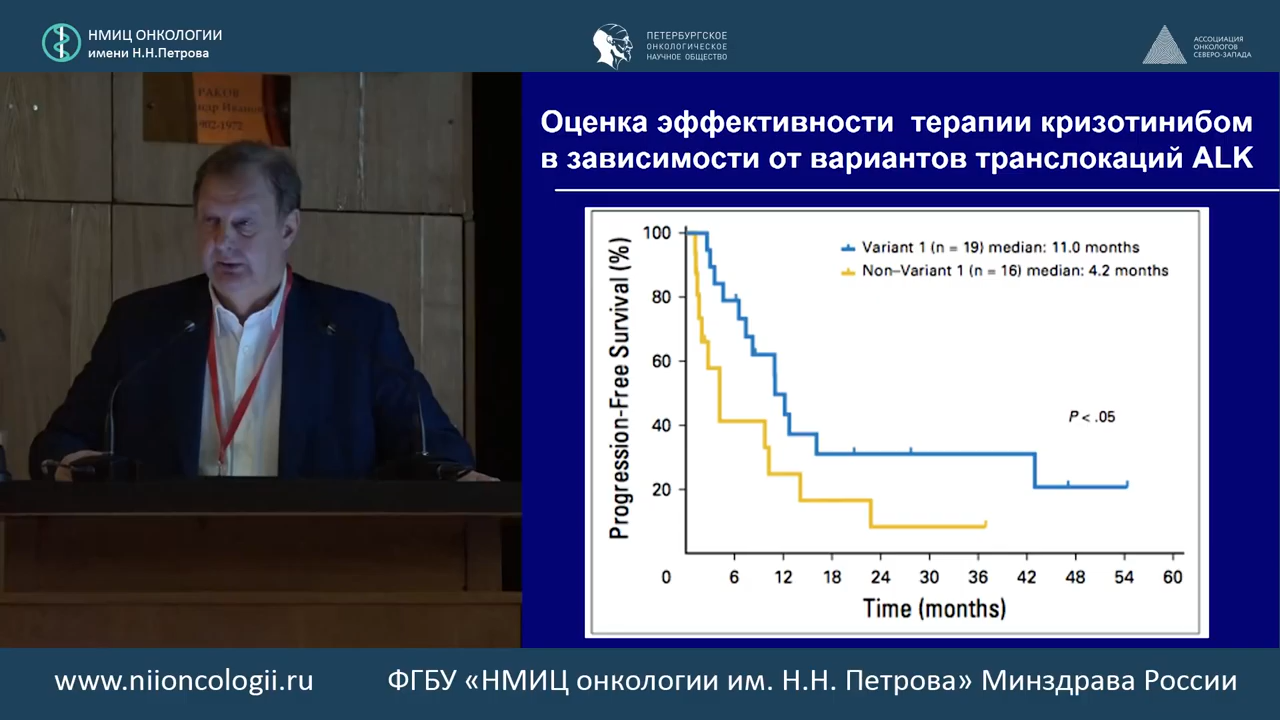 НМИЦ ОНКОЛОГИИ
имени Н.Н.Петрова
ПЕТЕРБУРГСКОЕ
ОНКОЛОГИЧЕСКОЕ
НАУЧНОЕ ОБЩЕСТВО
АССОЦИАЦИЯ
ОНКОЛОГОВ
СЕВЕРО-ЗАПАДА
РАКОВ
1902-1972
Оценка эффективности терапии кризотинибом
в зависимости от вариантов транслокаций ALK
Progression-Free Survival (%)
100
80
60
40
20
Variant 1 (n = 19) median: 11.0 months
Non–Variant 1 (n = 16) median: 4.2 months
P < .05
0 6 12 18 24 30 36 42 48 54 60
Time (months)
www.niioncologii.ru
ФГБУ «НМИЦ онкологии им. Н.Н. Петрова» Минздрава России